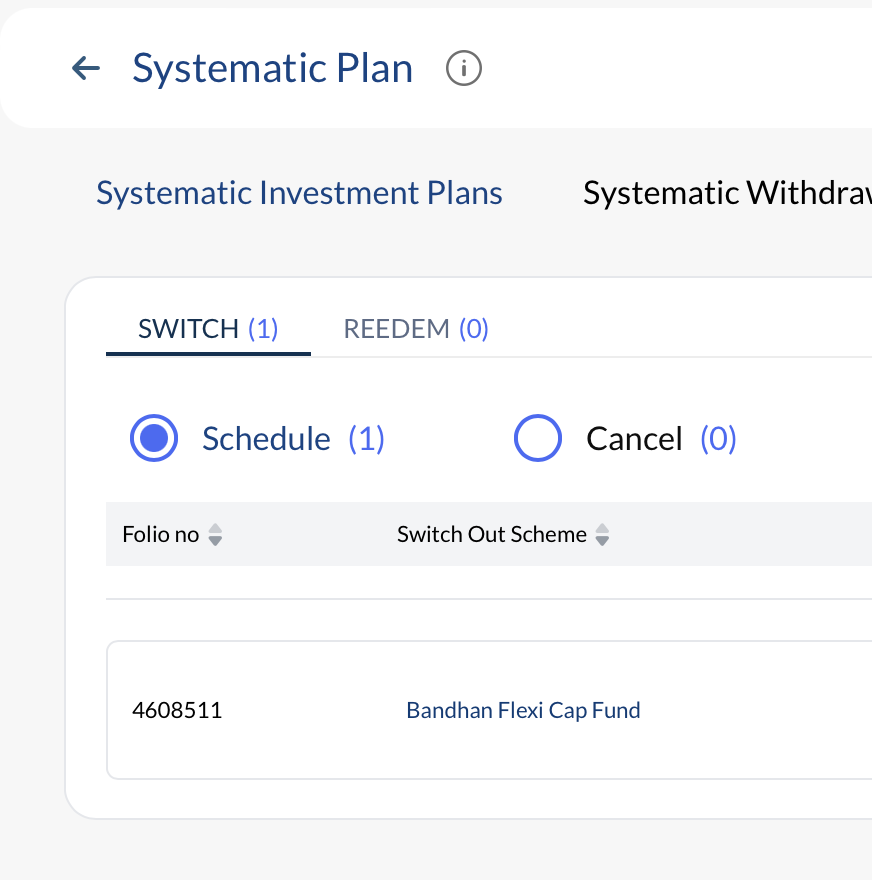 Systematic Plan
Systematic Investment Plans Systematic
SWITCH (1) REEDEM (0)
Schedule (1) Cancel (0)
Folio no Switch Out Scheme
4608511 Bandhan Flexi Cap Fund